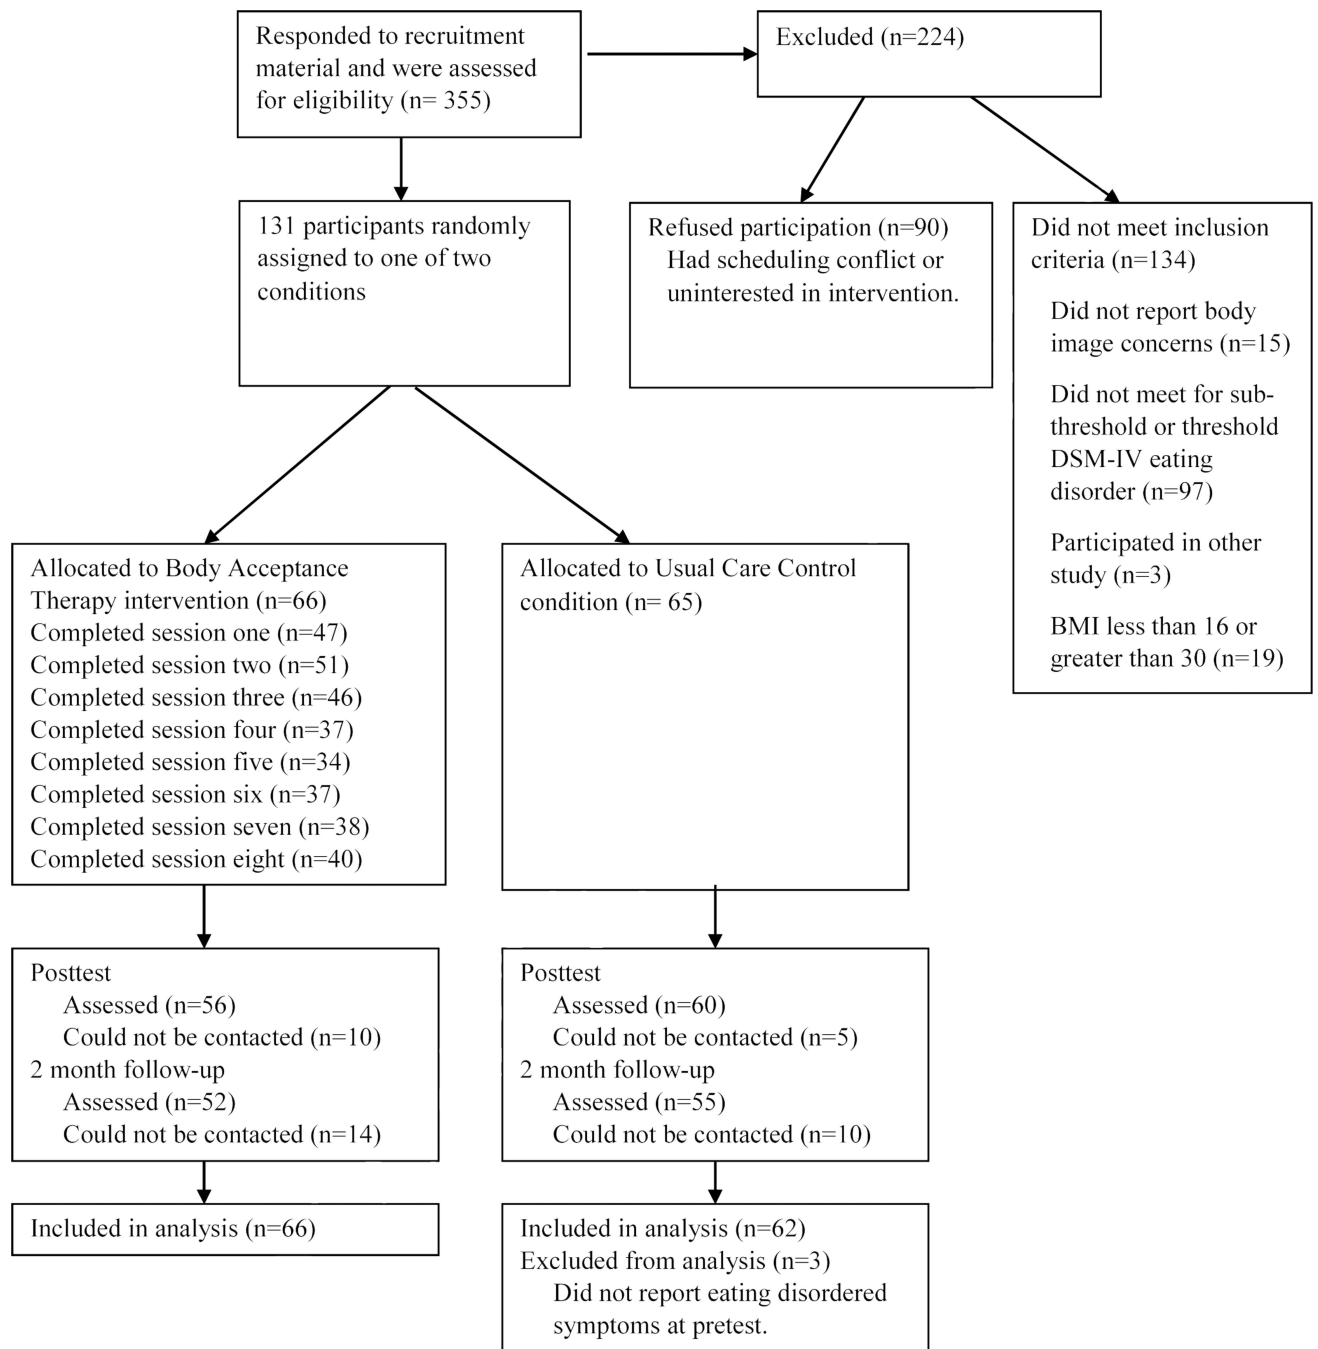 Responded to recruitment
material and were assessed
for eligibility (n= 355)
Excluded (n=224)
131 participants randomly
assigned to one of two
conditions
Refused participation (n=90)
Had scheduling conflict or
uninterested in intervention.
Did not meet inclusion
criteria (n=134)
Did not report body
image concerns (n=15)
Did not meet for sub-
threshold or threshold
DSM-IV eating
disorder (n=97)
Participated in other
study (n=3)
BMI less than 16 or
greater than 30 (n=19)
Allocated to Body Acceptance
Therapy intervention (n=66)
Completed session one (n=47)
Completed session two (n=51)
Completed session three (n=46)
Completed session four (n=37)
Completed session five (n=34)
Completed session six (n=37)
Completed session seven (n=38)
Completed session eight (n=40)
Allocated to Usual Care Control
condition (n= 65)
Posttest
Assessed (n=56)
Could not be contacted (n=10)
2 month follow-up
Assessed (n=52)
Could not be contacted (n=14)
Posttest
Assessed (n=60)
Could not be contacted (n=5)
2 month follow-up
Assessed (n=55)
Could not be contacted (n=10)
Included in analysis (n=66)
Included in analysis (n=62)
Excluded from analysis (n=3)
Did not report eating disordered
symptoms at pretest.